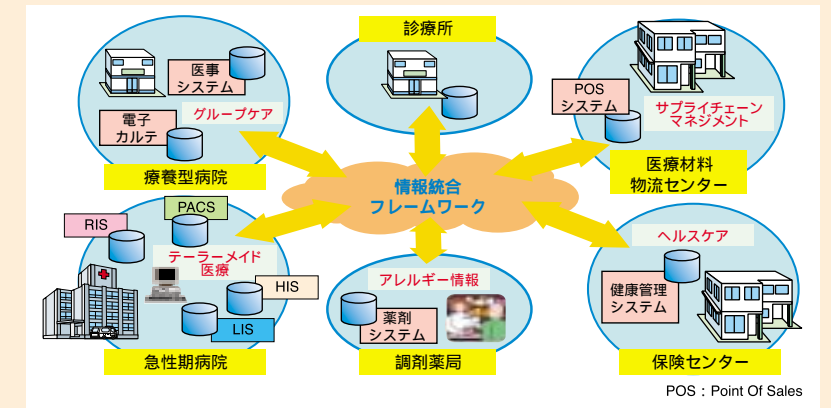 診療所
医事
システム
電子
カルテ
グループケア
療養型病院
POS
システム
サプライチェーン
マネジメント
医療材料
物流センター
情報統合
フレームワーク
PACS
RIS
テーラーメイド
医療
HIS
LIS
急性期病院
アレルギー情報
薬剤
システム
調剤薬局
ヘルスケア
健康管理
システム
保険センター
POS：Point Of Sales